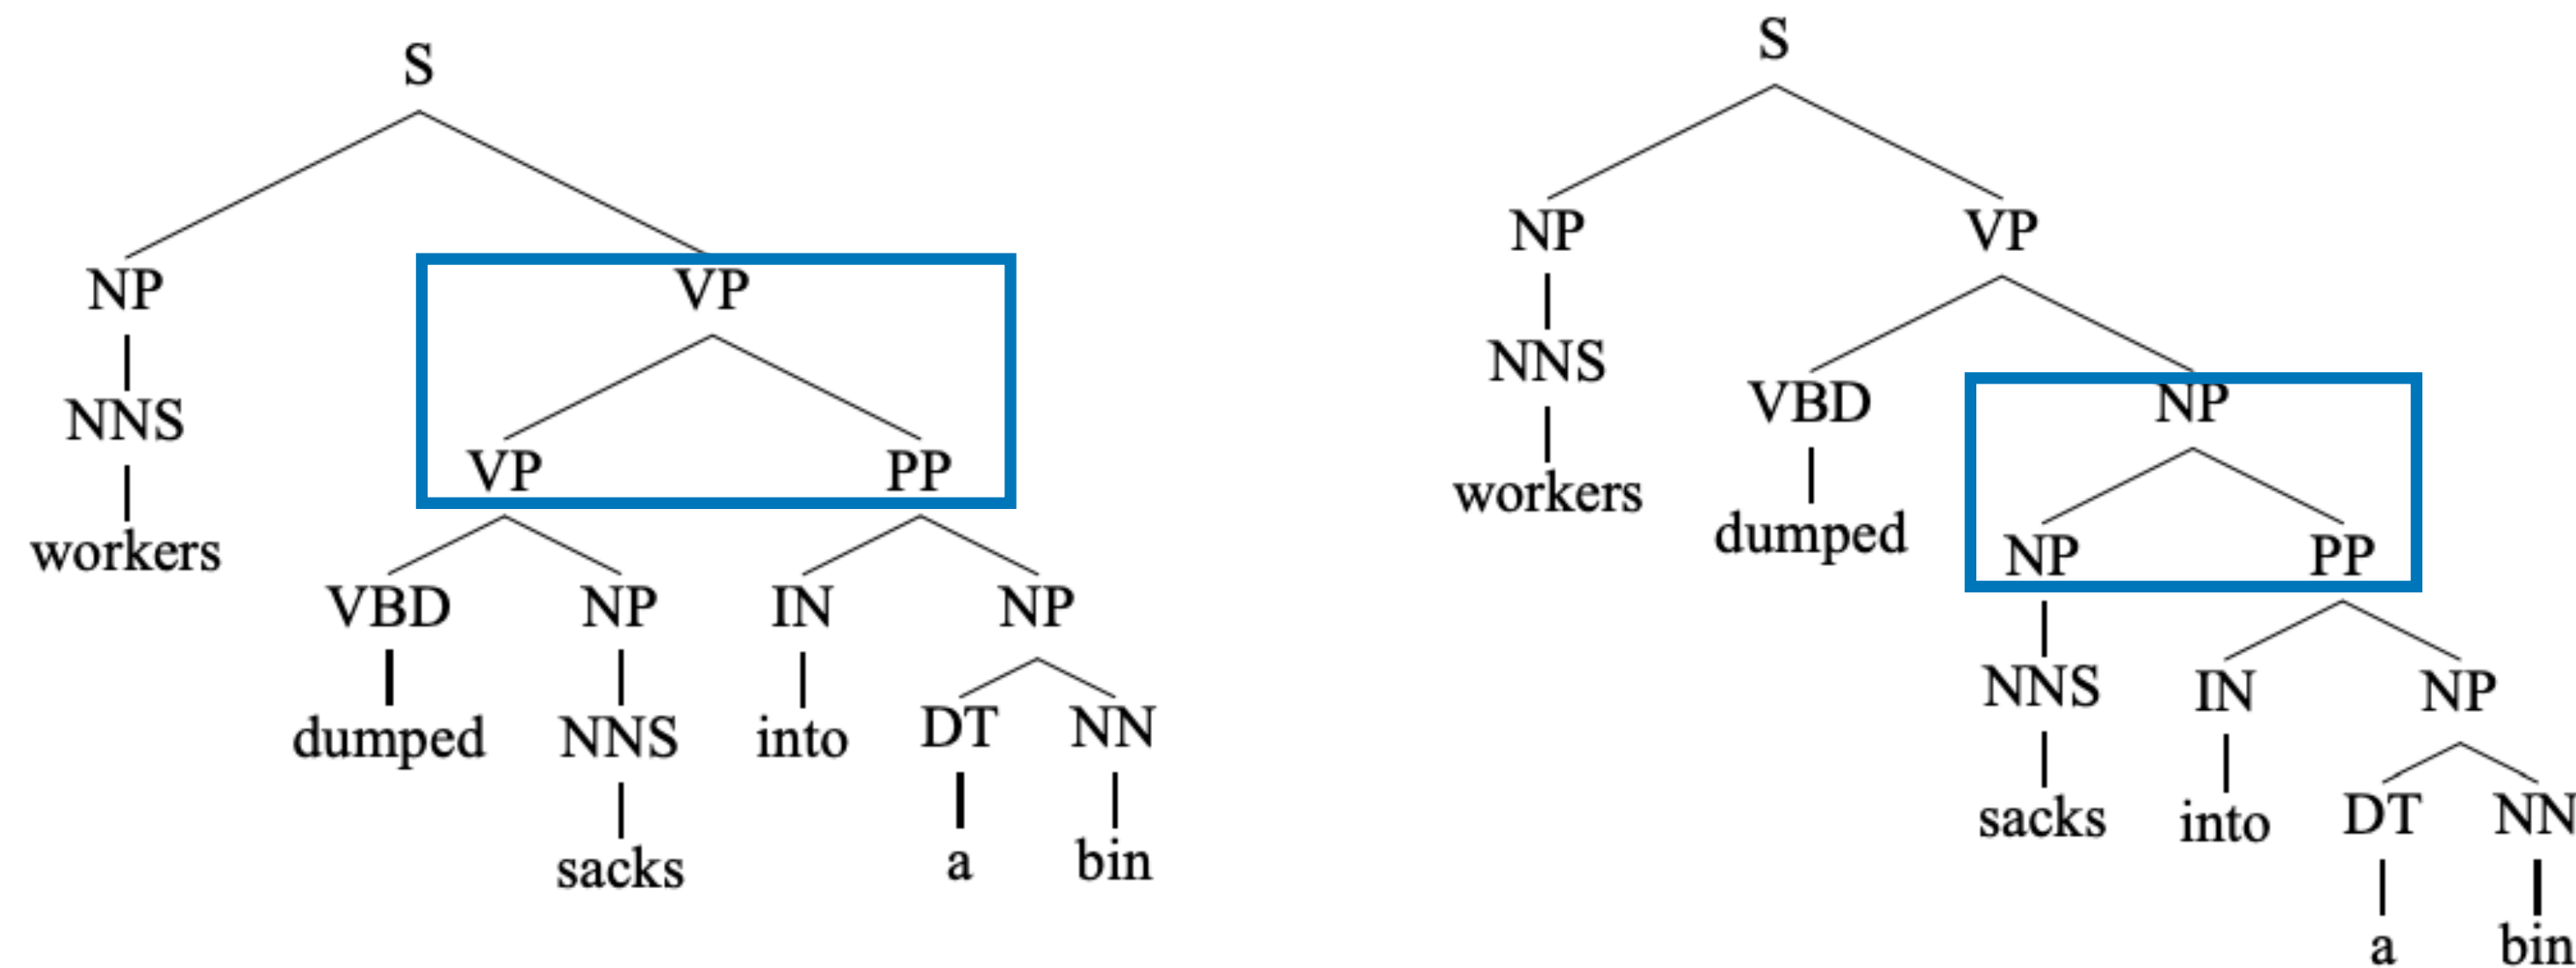 S
NP VP
NNS VP PP
workers VBD NP IN NP
dumped NNS into DT NN
sacks a bin
S
NP VP
NNS VBD NP
workers dumped NP PP
NNS IN NP
sacks into DT NN
a bin